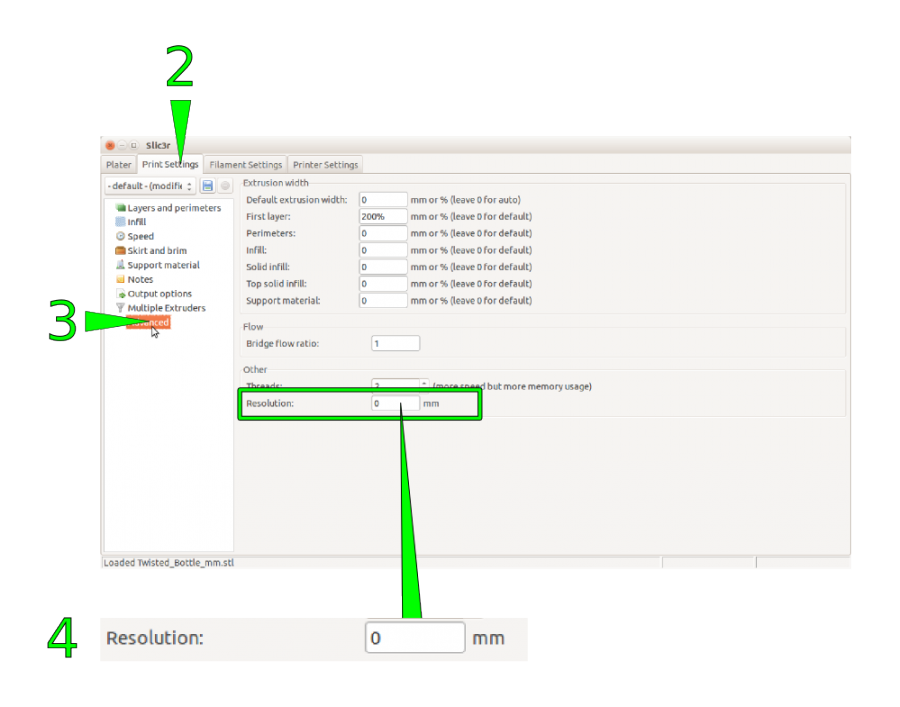 2
Slic3r
Plater Print Settings Filament Settings Printer Settings
- default - (modifie
Extrusion width
Default extrusion width: 0 mm or % (leave 0 for auto)
Layers and perimeters
First layer: 200% mm or % (leave 0 for default)
Infill
Perimeters: 0 mm or % (leave 0 for default)
Speed
Infill: 0 mm or % (leave 0 for default)
Skirt and brim
Solid infill: 0 mm or % (leave 0 for default)
Support material
Top solid infill: 0 mm or % (leave 0 for default)
Notes
Output options
Support material: 0 mm or % (leave 0 for default)
Multiple Extruders
3
Flow
Bridge flow ratio: 1
Other
Threads: 2 (more speed but more memory usage)
Resolution: 0 mm
Loaded Twisted_Bottle_mm.stl
4
Resolution: 0 mm